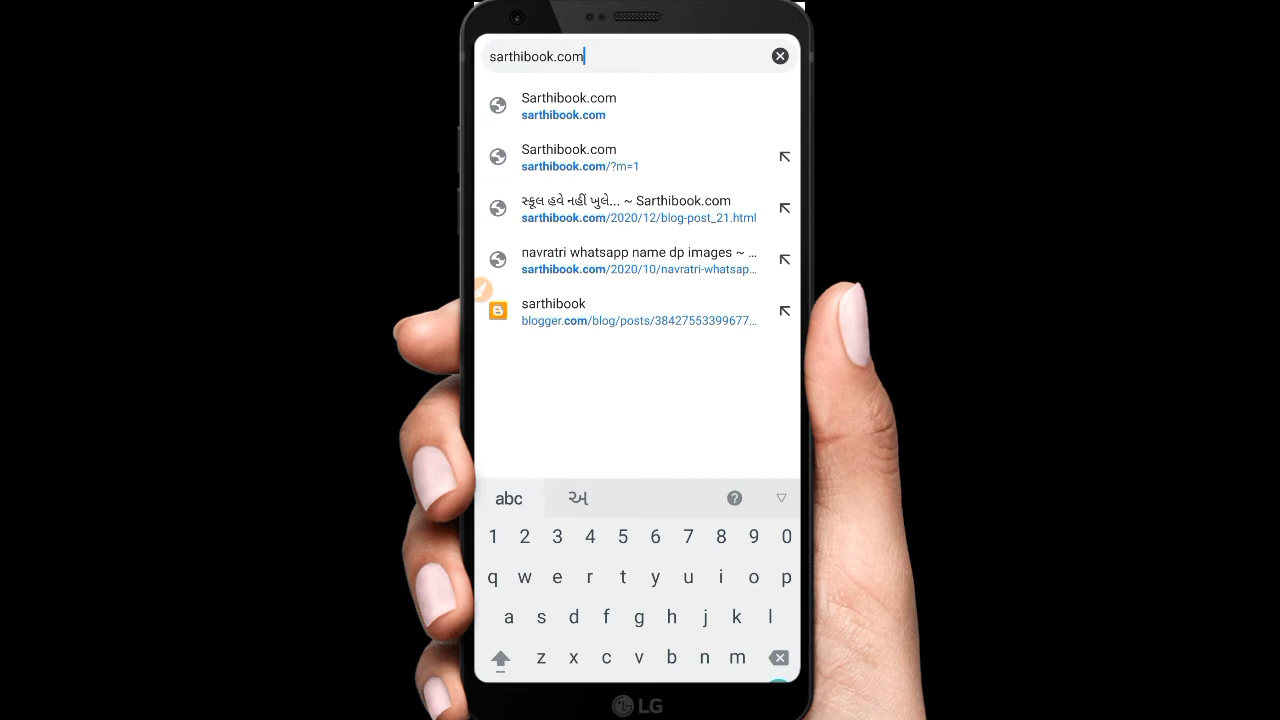 sarthibook.com
Sarthibook.com
sarthibook.com
Sarthibook.com
sarthibook.com/?m=1
સ્કૂલ હવે નહીં ખુલે... ~ Sarthibook.com
sarthibook.com/2020/12/blog-post_21.html
navratri whatsapp name dp images ~ ...
sarthibook.com/2020/10/navratri-whatsap...
sarthibook
blogger.com/blog/posts/38427553399677...
abc અ ?
1 2 3 4 5 6 7 8 9 0
q w e r t y u i o p
a s d f g h j k l
z x c v b n m
LG